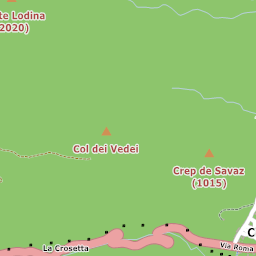 te Lodina
2020)
Col dei Vedei
Crep de Savaz
(1015)
La Crosetta
Via Roma
C